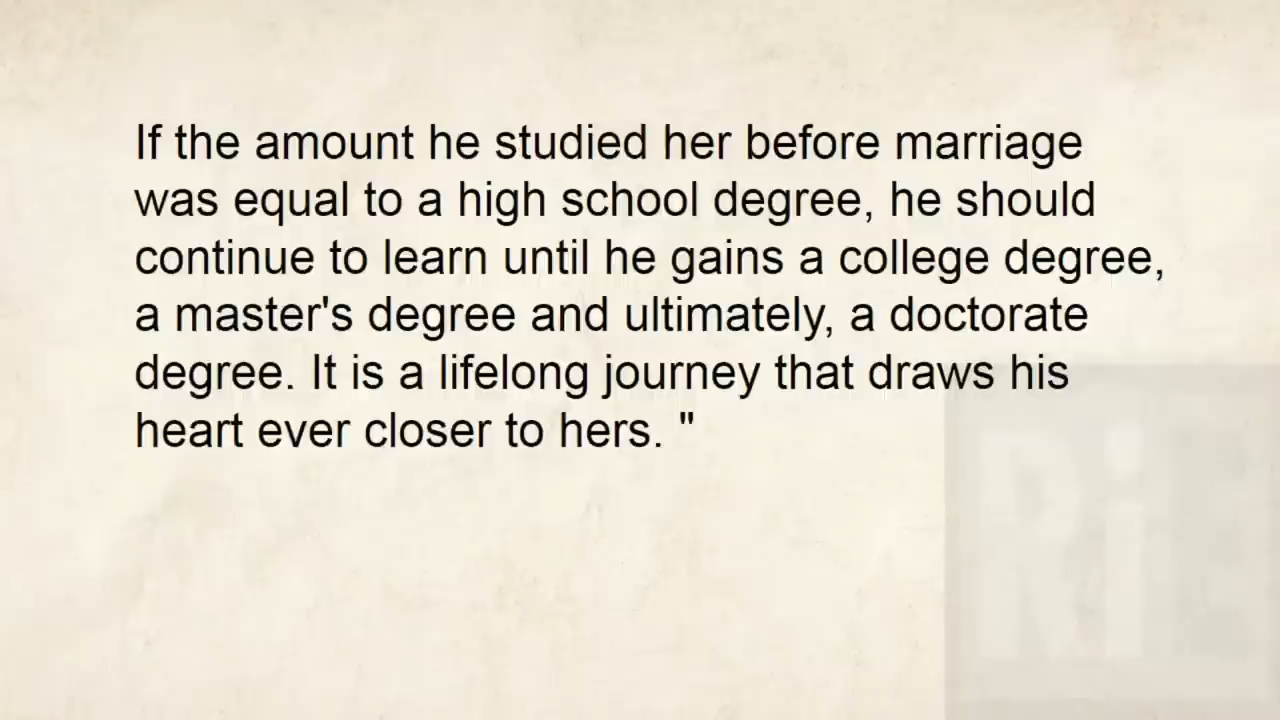 If the amount he studied her before marriage
was equal to a high school degree, he should
continue to learn until he gains a college degree,
a master's degree and ultimately, a doctorate
degree. It is a lifelong journey that draws his
heart ever closer to hers. "